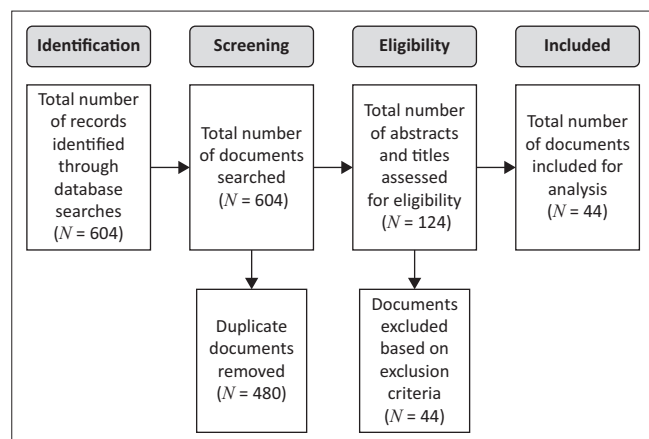 Identification
Screening
Eligibility
Included
Total number
of records
identified
through
database
searches
(N = 604)
Total number
of documents
searched
(N = 604)
Total number
of abstracts
and titles
assessed
for eligibility
(N = 124)
Total number
of documents
included for
analysis
(N = 44)
Duplicate
documents
removed
(N = 480)
Documents
excluded
based on
exclusion
criteria
(N = 44)